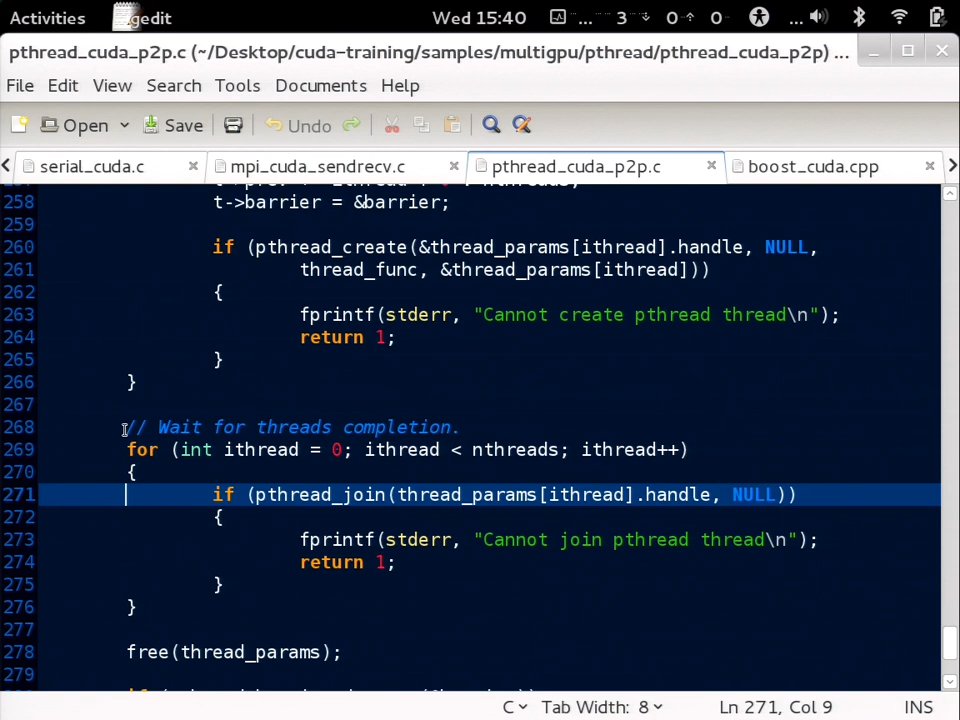 Activities gedit Wed 15:40 ... 3 0 0 ...
pthread_cuda_p2p.c (~/Desktop/cuda-training/samples/multigpu/pthread/pthread_cuda_p2p) ...
File Edit View Search Tools Documents Help
Open Save Undo
serial_cuda.c mpi_cuda_sendrecv.c pthread_cuda_p2p.c boost_cuda.cpp
258 t->barrier = &barrier;
259
260 if (pthread_create(&thread_params[ithread].handle, NULL,
261 thread_func, &thread_params[ithread]))
262 {
263 fprintf(stderr, "Cannot create pthread thread\n");
264 return 1;
265 }
266 }
267
268 // Wait for threads completion.
269 for (int ithread = 0; ithread < nthreads; ithread++)
270 {
271 if (pthread_join(thread_params[ithread].handle, NULL))
272 {
273 fprintf(stderr, "Cannot join pthread thread\n");
274 return 1;
275 }
276 }
277
278 free(thread_params);
279
C Tab Width: 8 Ln 271, Col 9 INS